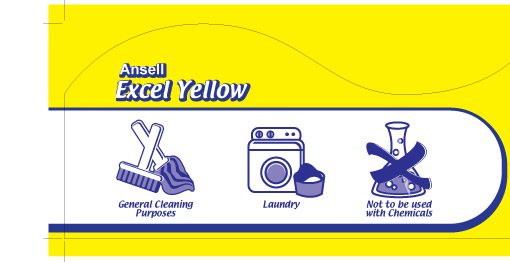 Ansell
Excel Yellow
General Cleaning
Purposes
Laundry
Not to be used
with Chemicals